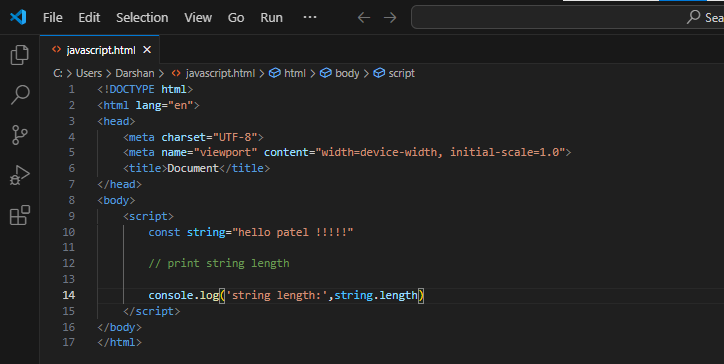 File Edit Selection View Go Run ··· Sea
<> javascript.html ×
C: > Users > Darshan > <> javascript.html > html > body > script
1 <!DOCTYPE html>
2 <html lang="en">
3 <head>
4 <meta charset="UTF-8">
5 <meta name="viewport" content="width=device-width, initial-scale=1.0">
6 <title>Document</title>
7 </head>
8 <body>
9 <script>
10 const string="hello patel !!!!!"
11
12 // print string length
13
14 console.log('string length:',string.length)
15 </script>
16 </body>
17 </html>